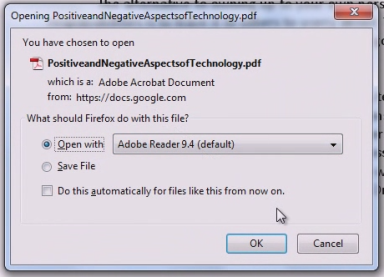 The alternative to owning up to your own
Opening PositiveandNegativeAspectsofTechnology.pdf
You have chosen to open
PositiveandNegativeAspectsofTechnology.pdf
which is a: Adobe Acrobat Document
from: https://docs.google.com
What should Firefox do with this file?
Open with Adobe Reader 9.4 (default)
Save File
Do this automatically for files like this from now on.
OK Cancel